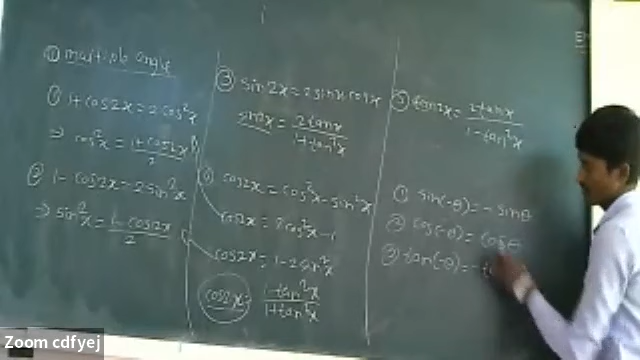 ① multiple angle
① 1+cos2x=2cos²x
⇒ cos²x = (1+cos2x)/2
② 1-cos2x=2sin²x
⇒ sin²x = (1-cos2x)/2
③ sin2x=2sinx cosx
sin2x = 2tanx/(1+tan²x)
④ cos2x=cos²x-sin²x
cos2x = 2cos²x-1
cos2x = 1-2sin²x
cos2x = (1-tan²x)/(1+tan²x)
⑤ tan2x = 2tanx/(1-tan²x)
① sin(-θ)=-sinθ
② cos(-θ)=cosθ
③ tan(-θ)=-t
Zoom cdfyej